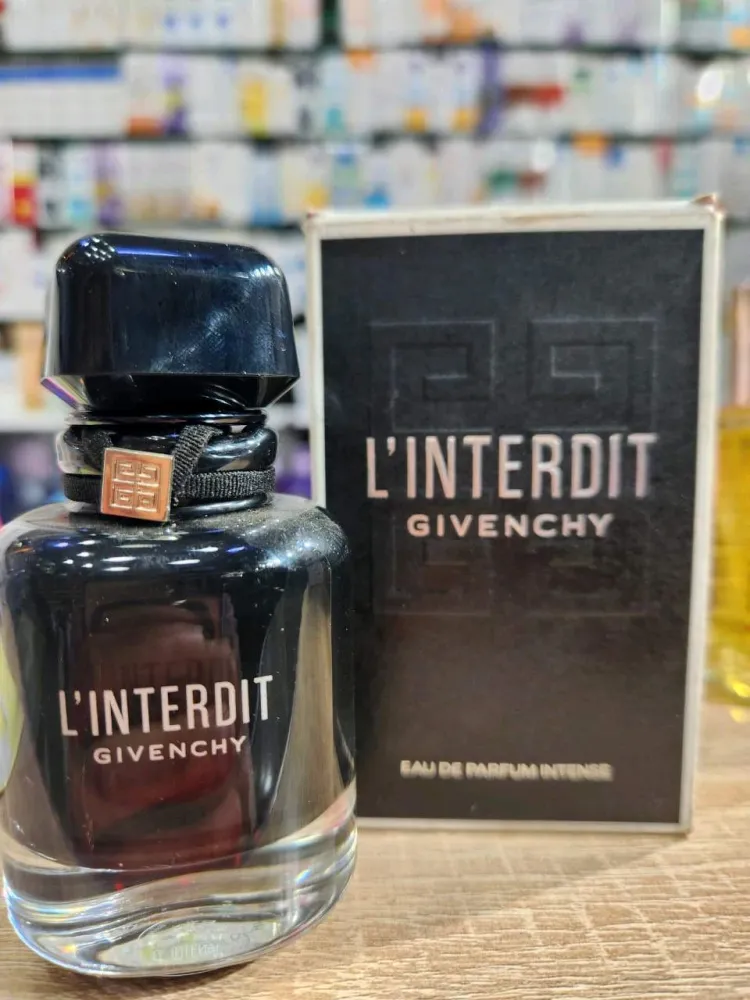 L'INTERDIT
GIVENCHY
EAU DE PARFUM INTENSE
L'INTERDIT
GIVENCHY